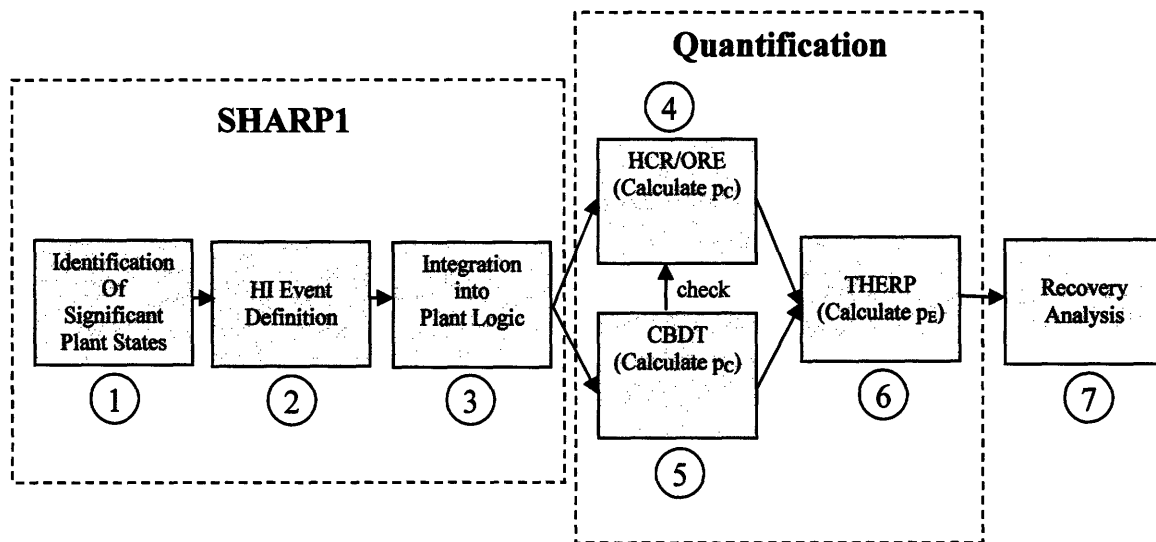 SHARP1
Identification
Of
Significant
Plant States
1
HI Event
Definition
2
Integration
into
Plant Logic
3
Quantification
4
HCR/ORE
(Calculate pC)
check
CBDT
(Calculate pC)
5
THERP
(Calculate pE)
6
Recovery
Analysis
7